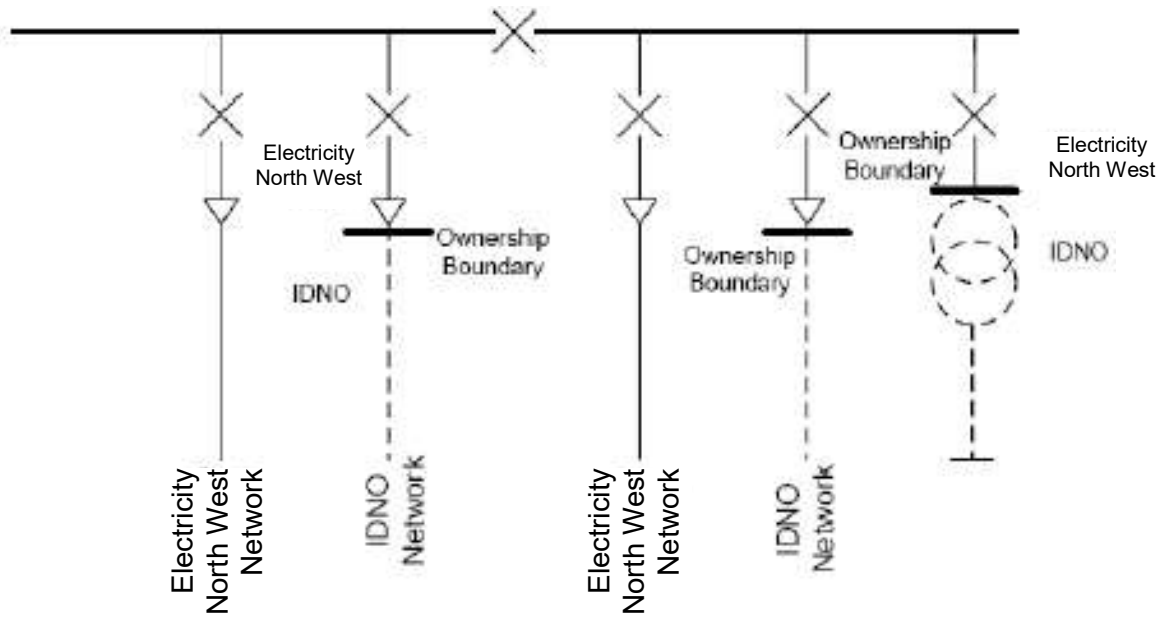 Electricity
North West
Ownership
Boundary
IDNO
Ownership
Boundary
Ownership
Boundary
Electricity
North West
IDNO
Electricity
North West
Network
IDNO
Network
Electricity
North West
Network
IDNO
Network